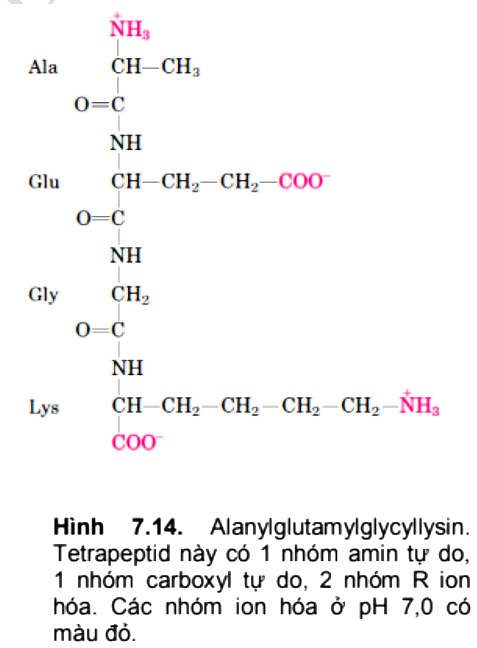 N⁺H₃
Ala CH—CH₃
O=C
NH
Glu CH—CH₂—CH₂—COO⁻
O=C
NH
Gly CH₂
O=C
NH
Lys CH—CH₂—CH₂—CH₂—CH₂—N⁺H₃
COO⁻
Hình 7.14. Alanylglutamylglycyllysin.
Tetrapeptid này có 1 nhóm amin tự do,
1 nhóm carboxyl tự do, 2 nhóm R ion
hóa. Các nhóm ion hóa ở pH 7,0 có
màu đỏ.